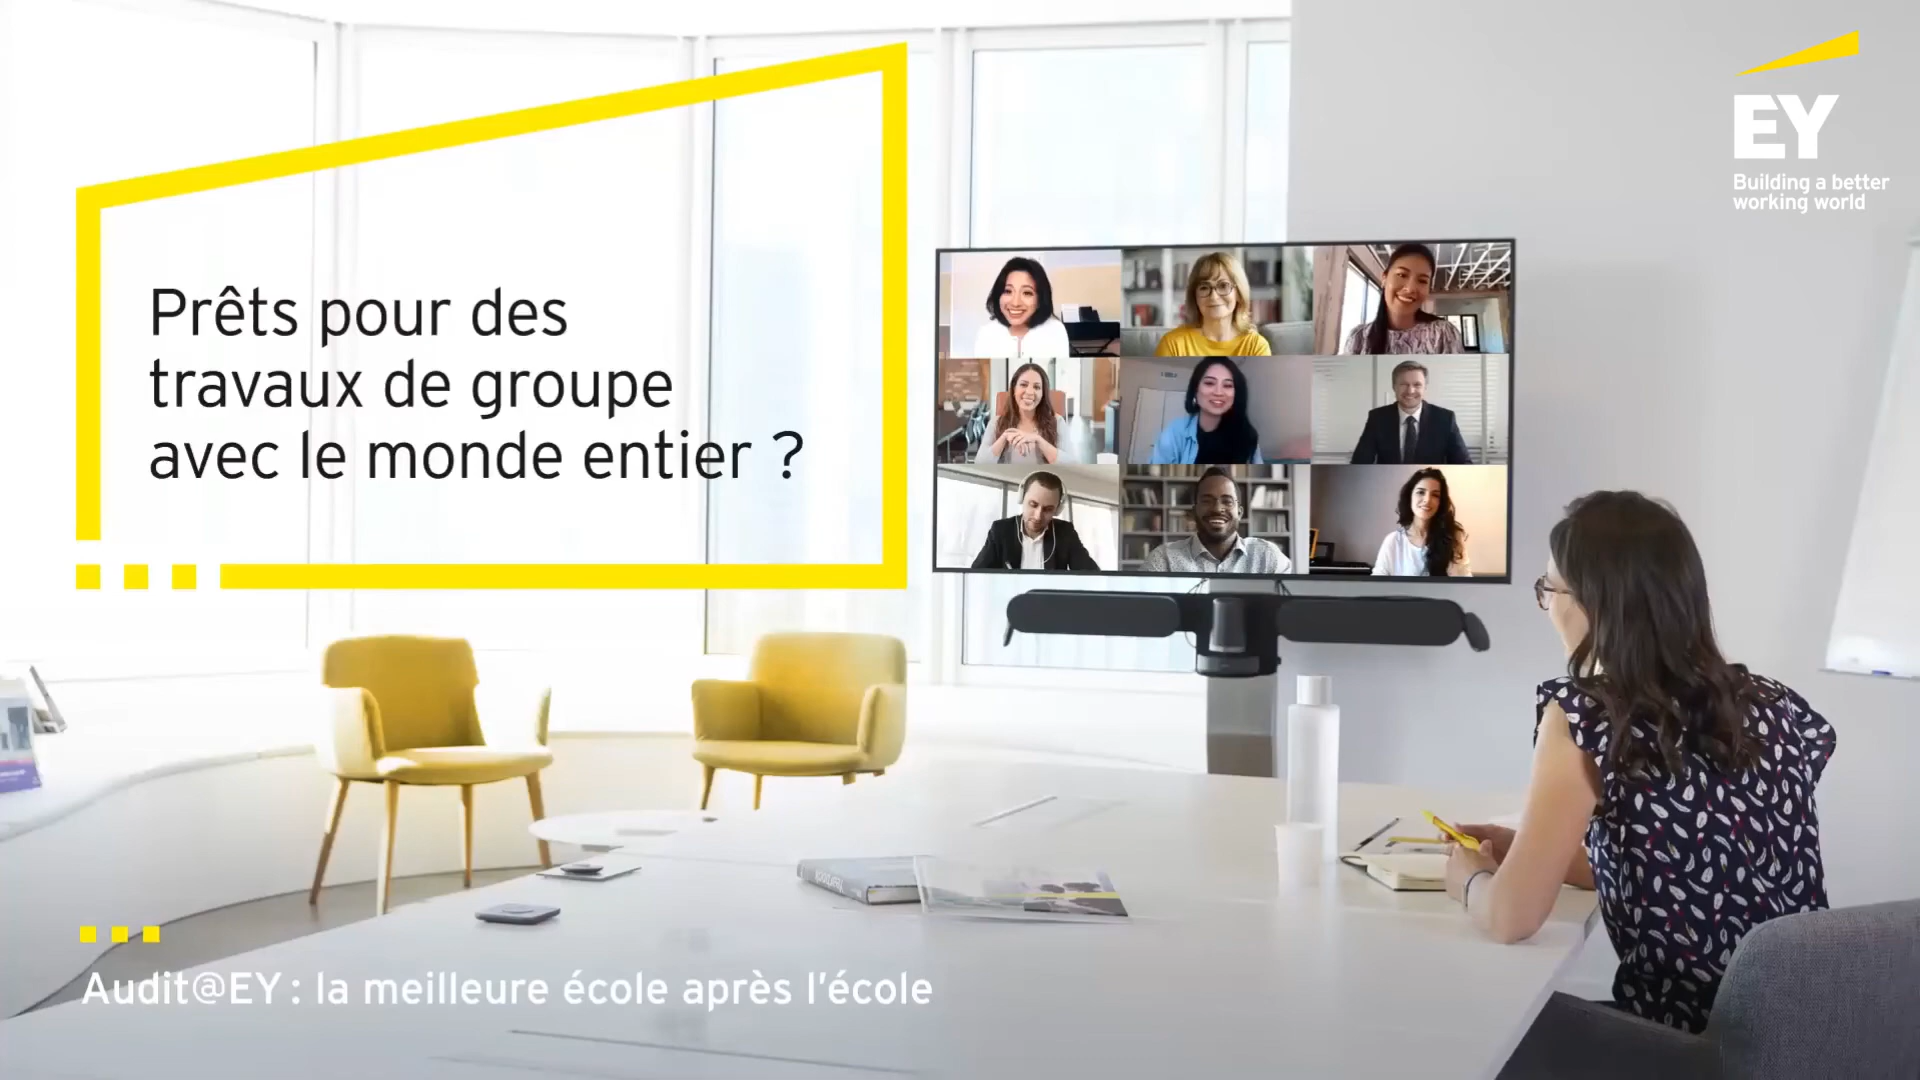 EY
Building a better
working world
Prêts pour des
travaux de groupe
avec le monde entier ?
Audit@EY : la meilleure école après l'école